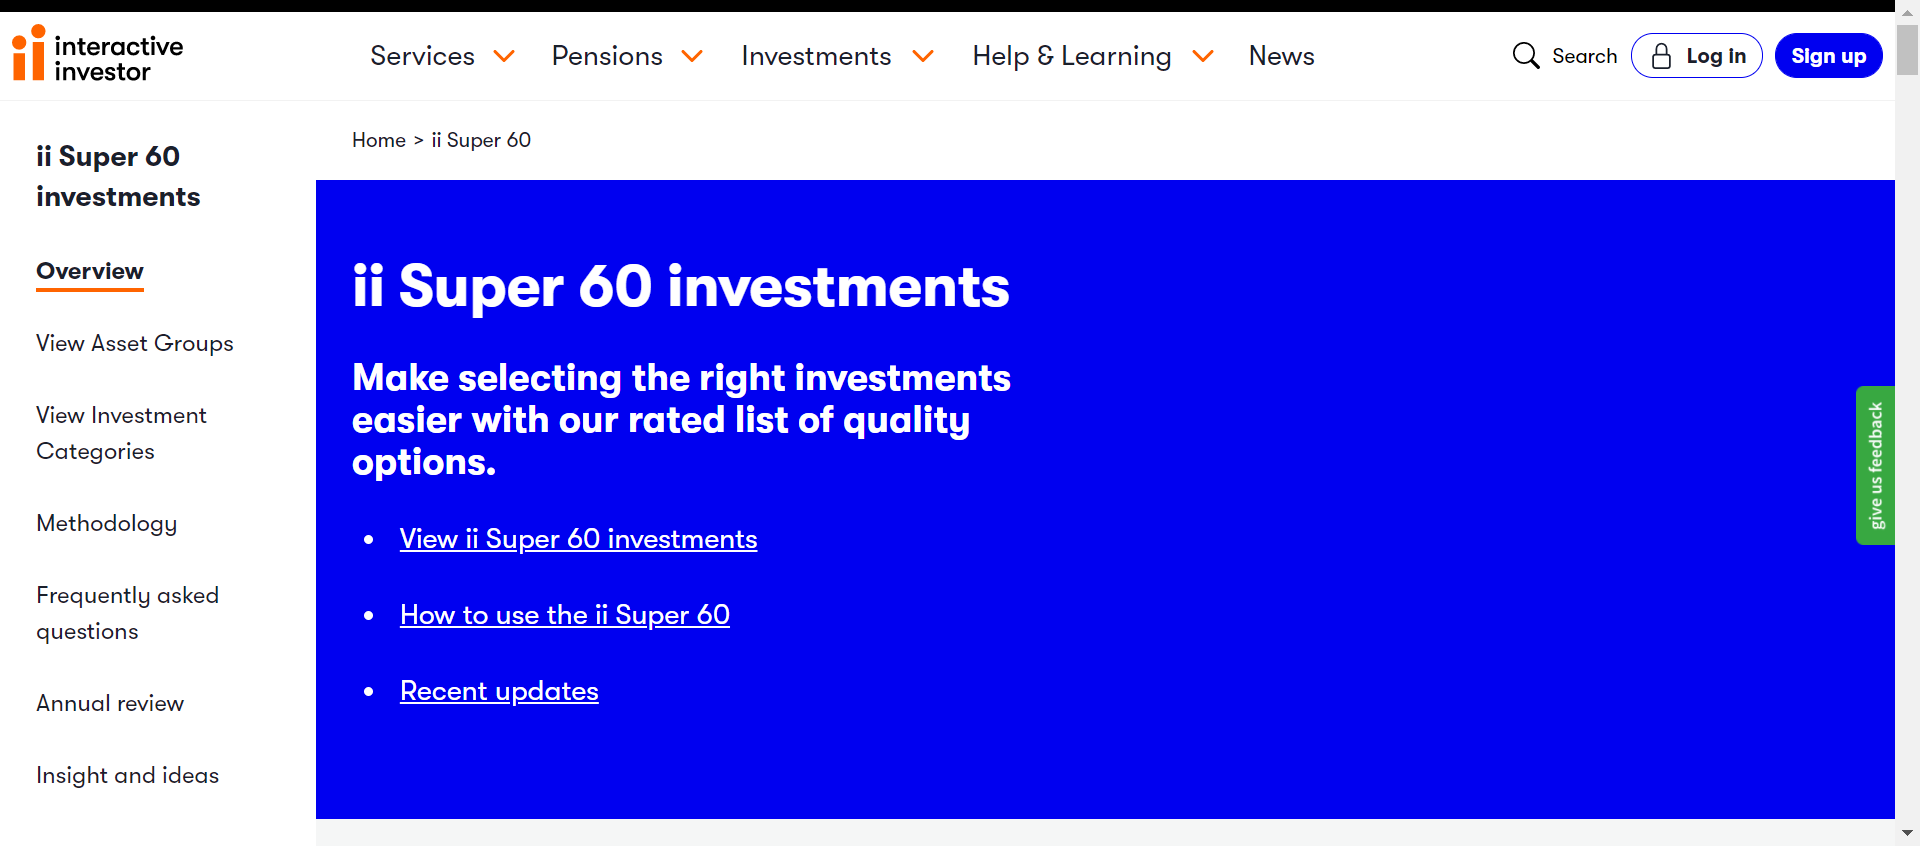 interactive
investor
Services
Pensions
Investments
Help & Learning
News
Search
Log in
Sign up
ii Super 60
investments
Overview
View Asset Groups
View Investment
Categories
Methodology
Frequently asked
questions
Annual review
Insight and ideas
Home > ii Super 60
ii Super 60 investments
Make selecting the right investments
easier with our rated list of quality
options.
View ii Super 60 investments
How to use the ii Super 60
Recent updates
give us feedback